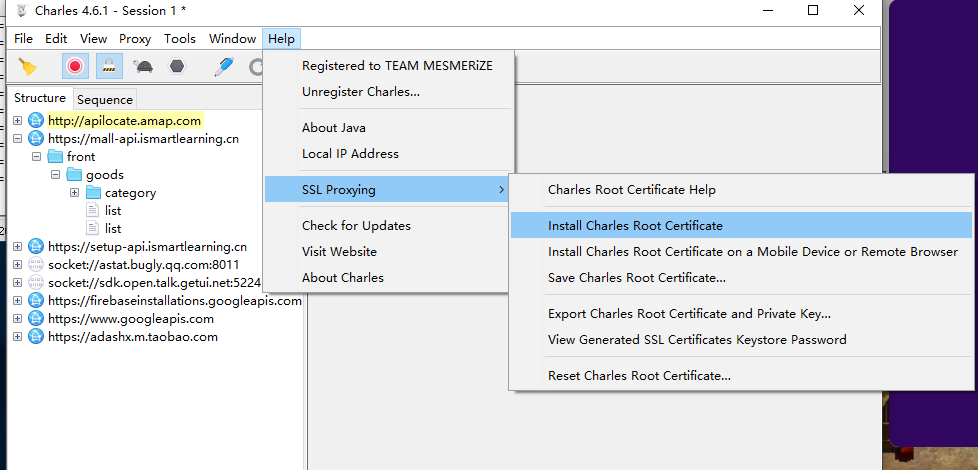 Charles 4.6.1 - Session 1 *
File Edit View Proxy Tools Window Help
Structure Sequence
http://apilocate.amap.com
https://mall-api.ismartlearning.cn
front
goods
category
list
list
https://setup-api.ismartlearning.cn
socket://astat.bugly.qq.com:8011
socket://sdk.open.talk.getui.net:5224
https://firebaseinstallations.googleapis.com
https://www.googleapis.com
https://adashx.m.taobao.com
Registered to TEAM MESMERiZE
Unregister Charles...
About Java
Local IP Address
SSL Proxying
Check for Updates
Visit Website
About Charles
Charles Root Certificate Help
Install Charles Root Certificate
Install Charles Root Certificate on a Mobile Device or Remote Browser
Save Charles Root Certificate...
Export Charles Root Certificate and Private Key...
View Generated SSL Certificates Keystore Password
Reset Charles Root Certificate...